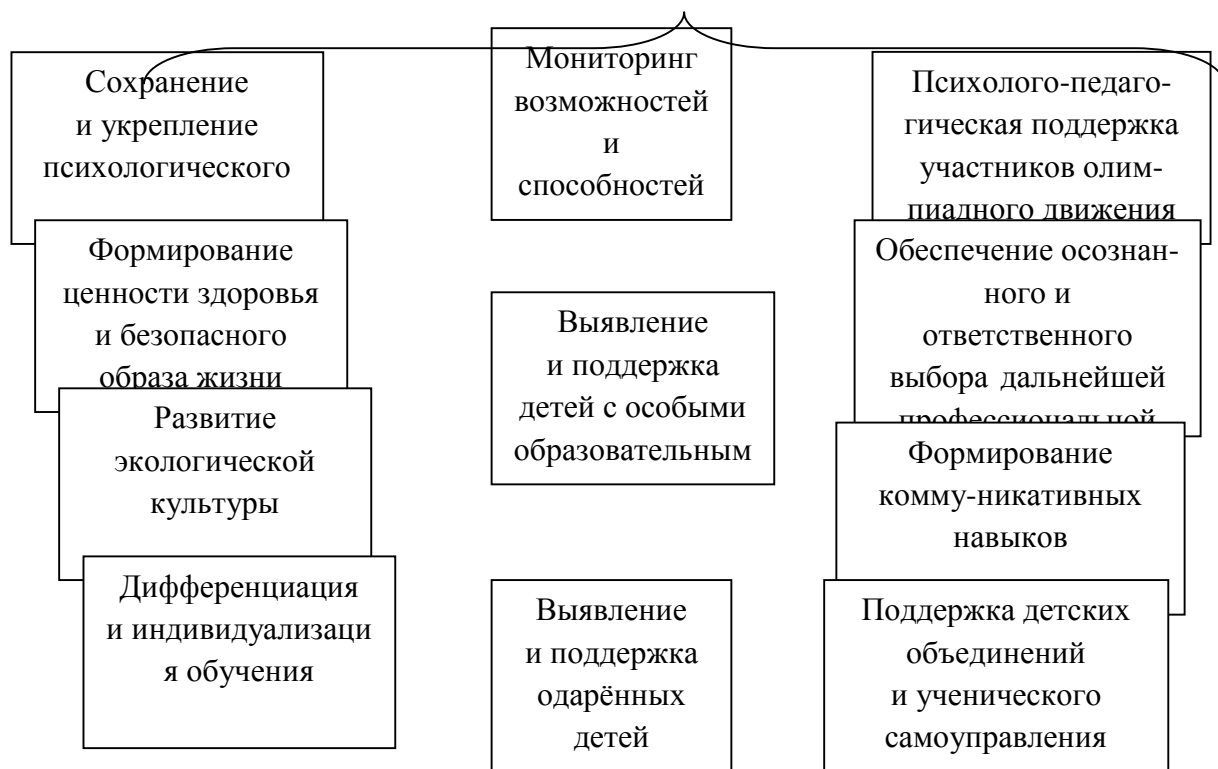 Сохранение
и укрепление
психологического
Формирование
ценности здоровья
и безопасного
образа жизни
Развитие
экологической
культуры
Дифференциация
и индивидуализаци
я обучения
Мониторинг
возможностей
и
способностей
Выявление
и поддержка
детей с особыми
образовательным
Выявление
и поддержка
одарённых
детей
Психолого-педаго-
гическая поддержка
участников олим-
пиадного движения
Обеспечение осознан-
ного и
ответственного
выбора дальнейшей
профессиональной
Формирование
комму-никативных
навыков
Поддержка детских
объединений
и ученического
самоуправления